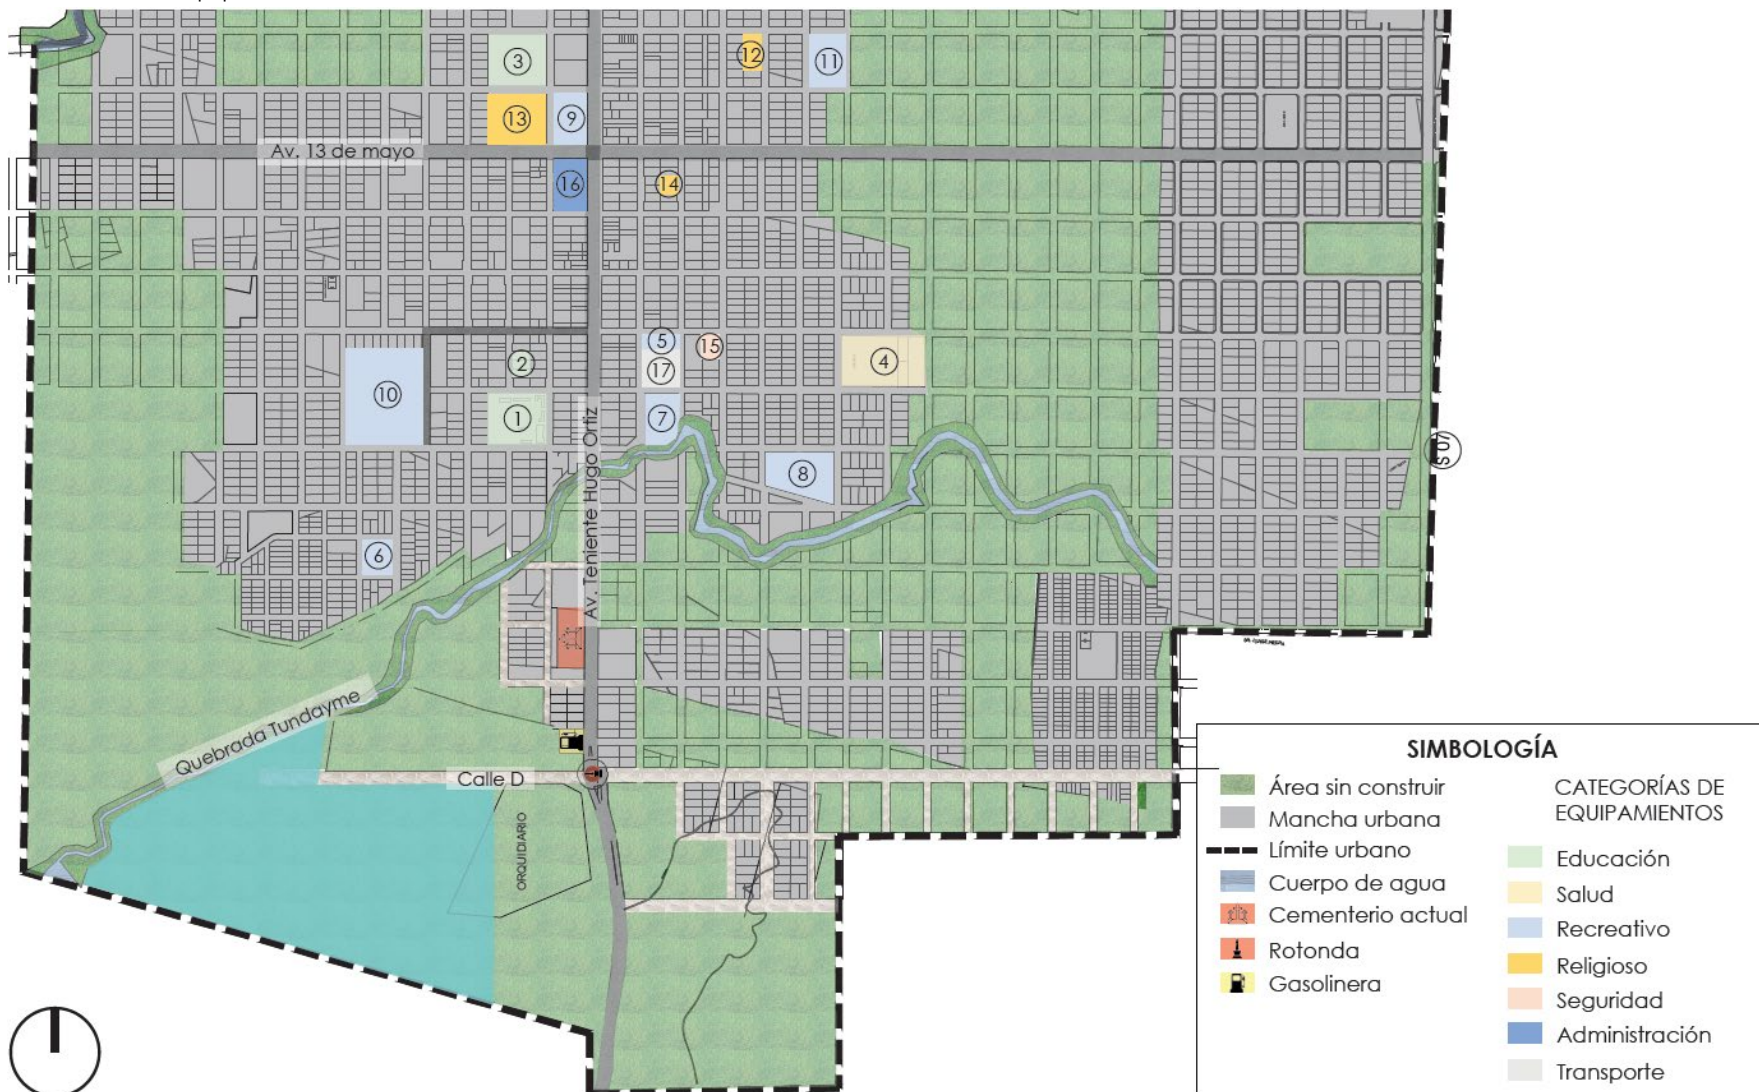 3
12
11
13
9
Av. 13 de mayo
16
14
5
15
2
17
4
10
1
7
Av. Teniente Hugo Ortiz
8
6
Quebrada Tundayme
Calle D
ORQUIDIARIO
SIMBOLOGÍA
Área sin construir
Mancha urbana
Límite urbano
Cuerpo de agua
Cementerio actual
Rotonda
Gasolinera
CATEGORÍAS DE
EQUIPAMIENTOS
Educación
Salud
Recreativo
Religioso
Seguridad
Administración
Transporte